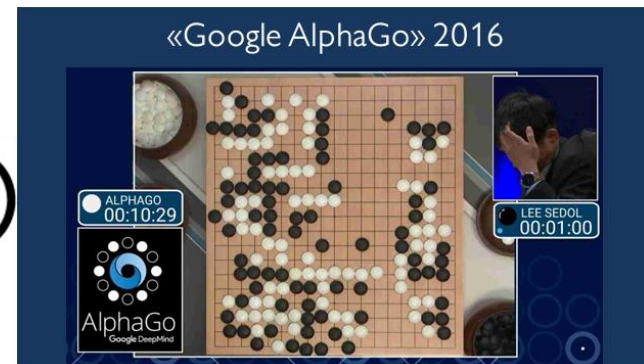 «Google AlphaGo» 2016
ALPHAGO
00:10:29
LEE SEDOL
00:01:00
AlphaGo
Google DeepMind